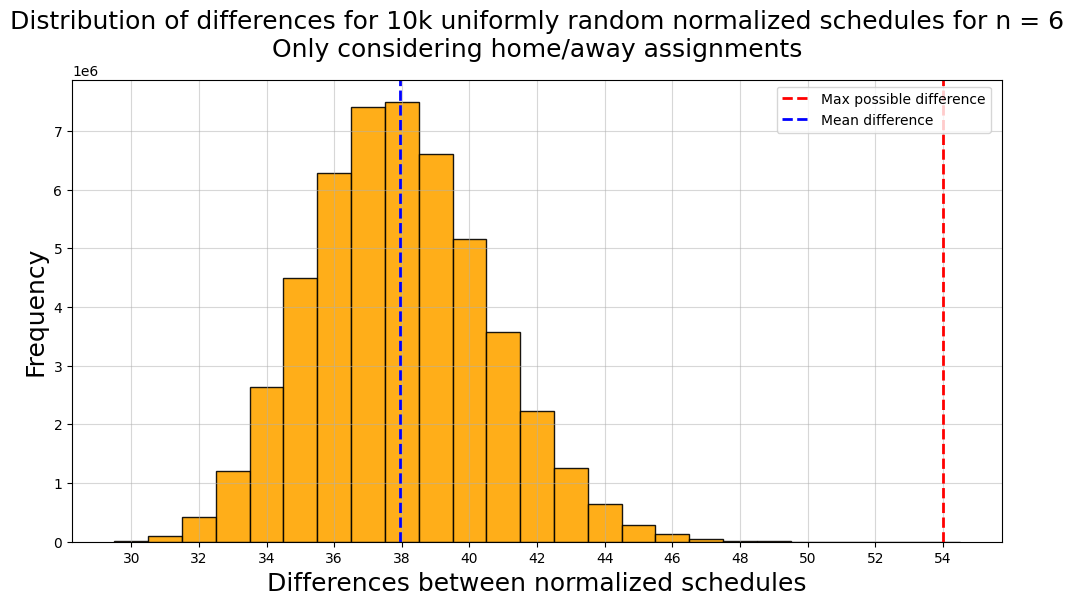 Distribution of differences for 10k uniformly random normalized schedules for n = 6
Only considering home/away assignments
1e6
Max possible difference
Mean difference
Frequency
7
6
5
4
3
2
1
0
30 32 34 36 38 40 42 44 46 48 50 52 54
Differences between normalized schedules